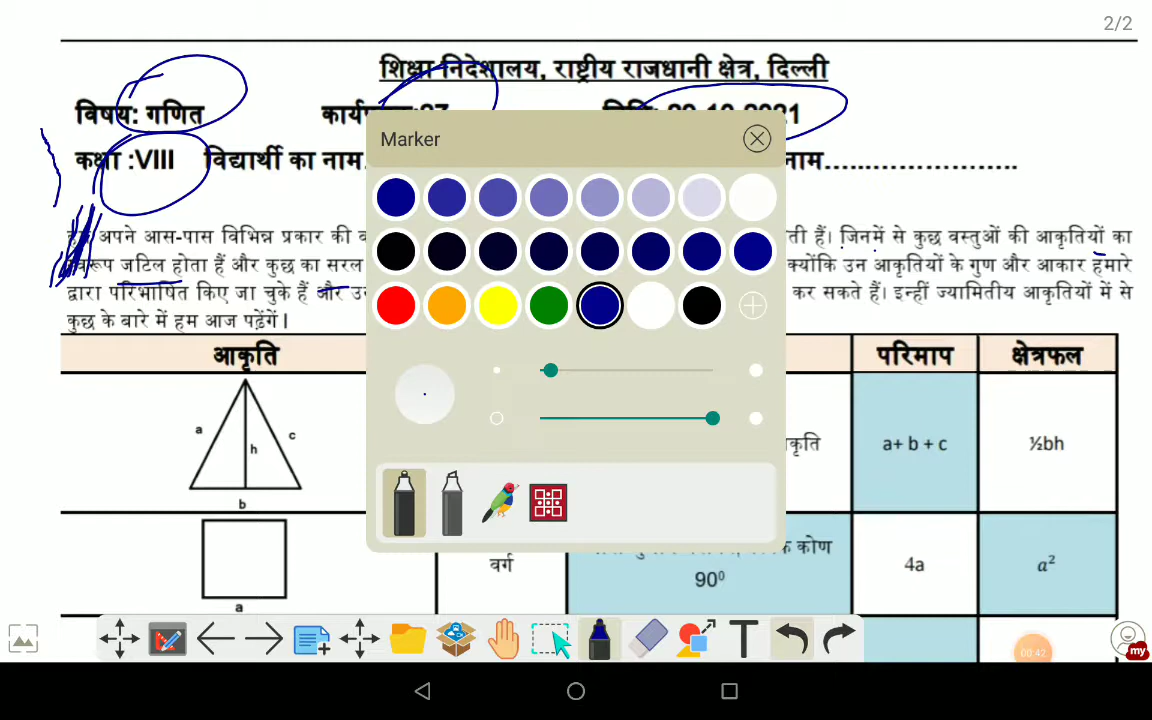 2/2
शिक्षा निदेशालय, राष्ट्रीय राजधानी क्षेत्र, दिल्ली
विषय: गणित
कक्षा :VIII विद्यार्थी का नाम. नाम.....………………..
Marker
अपने आस-पास विभिन्न प्रकार की ती हैं। जिनमें से कुछ वस्तुओं की आकृतियों का
जटिल होता हैं और कुछ का सरल क्योंकि उन आकृतियों के गुण और आकार हमारे
द्वारा परिभाषित किए जा चुके हैं और कर सकते हैं। इन्हीं ज्यामितीय आकृतियों में से
कुछ के बारे में हम आज पढ़ेंगें।
आकृति परिमाप क्षेत्रफल
a h c
b
कृति a+ b + c ½bh
a
वर्ग कोण 90⁰ 4a a²
T
00:42
my